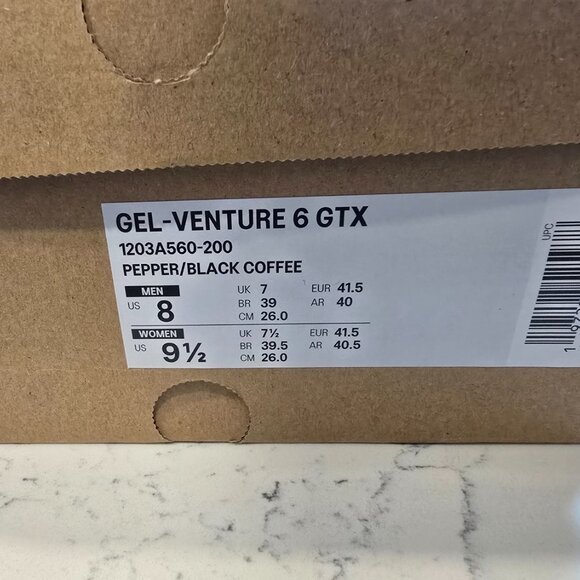 GEL-VENTURE 6 GTX
1203A560-200
PEPPER/BLACK COFFEE
MEN
US 8
UK 7 EUR 41.5
BR 39 AR 40
CM 26.0
WOMEN
US 9½
UK 7½ EUR 41.5
BR 39.5 AR 40.5
CM 26.0
UPC